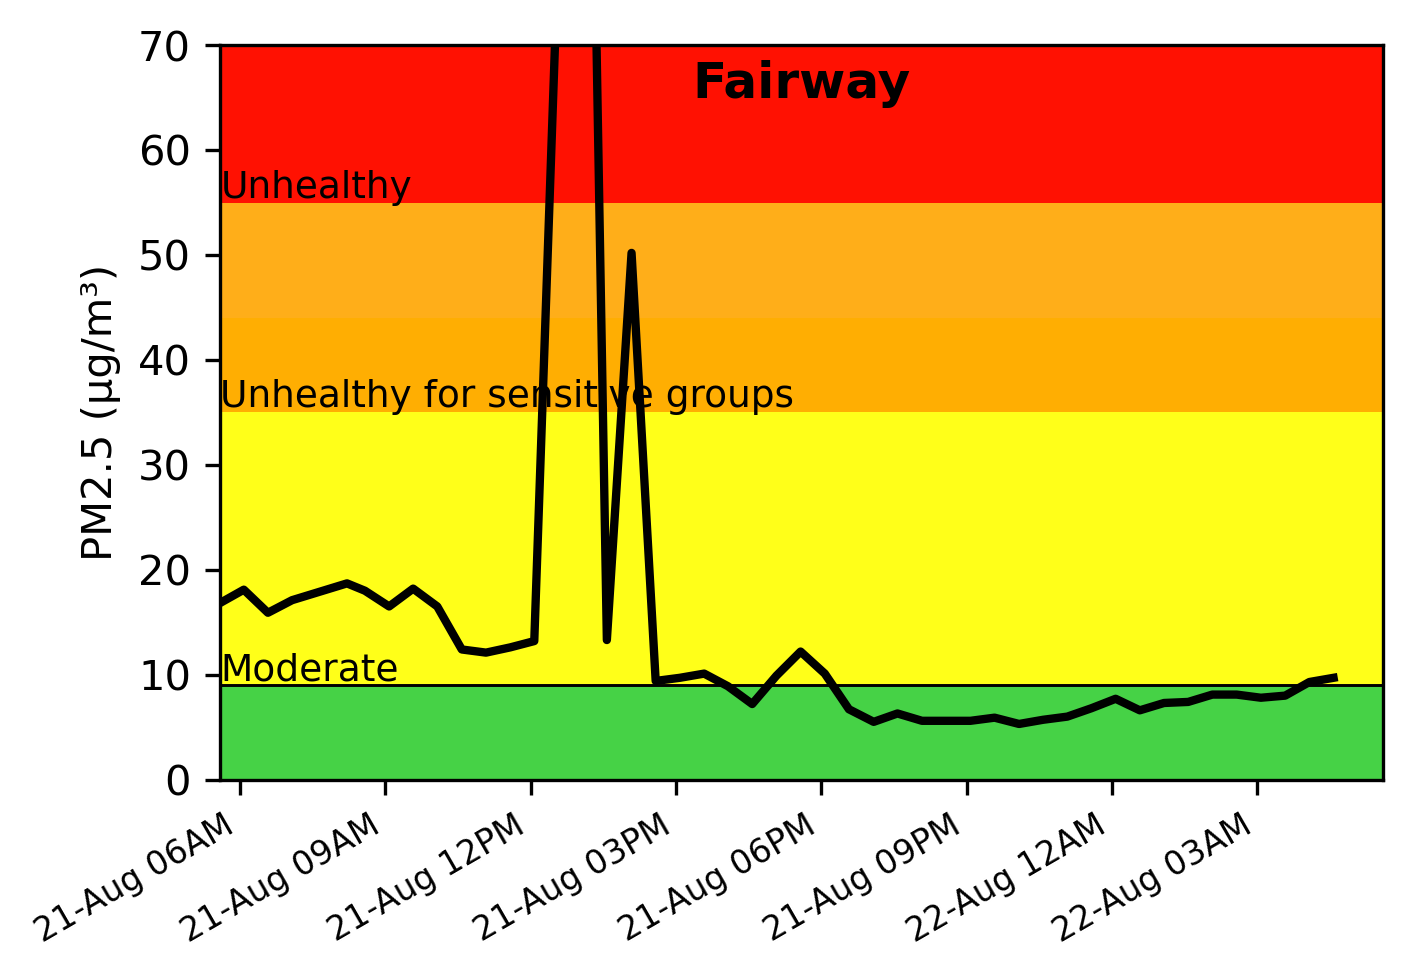 Fairway
PM2.5 (µg/m³)
70
60
Unhealthy
50
40
Unhealthy for sensitive groups
30
20
10
Moderate
0
21-Aug 06AM
21-Aug 09AM
21-Aug 12PM
21-Aug 03PM
21-Aug 06PM
21-Aug 09PM
22-Aug 12AM
22-Aug 03AM